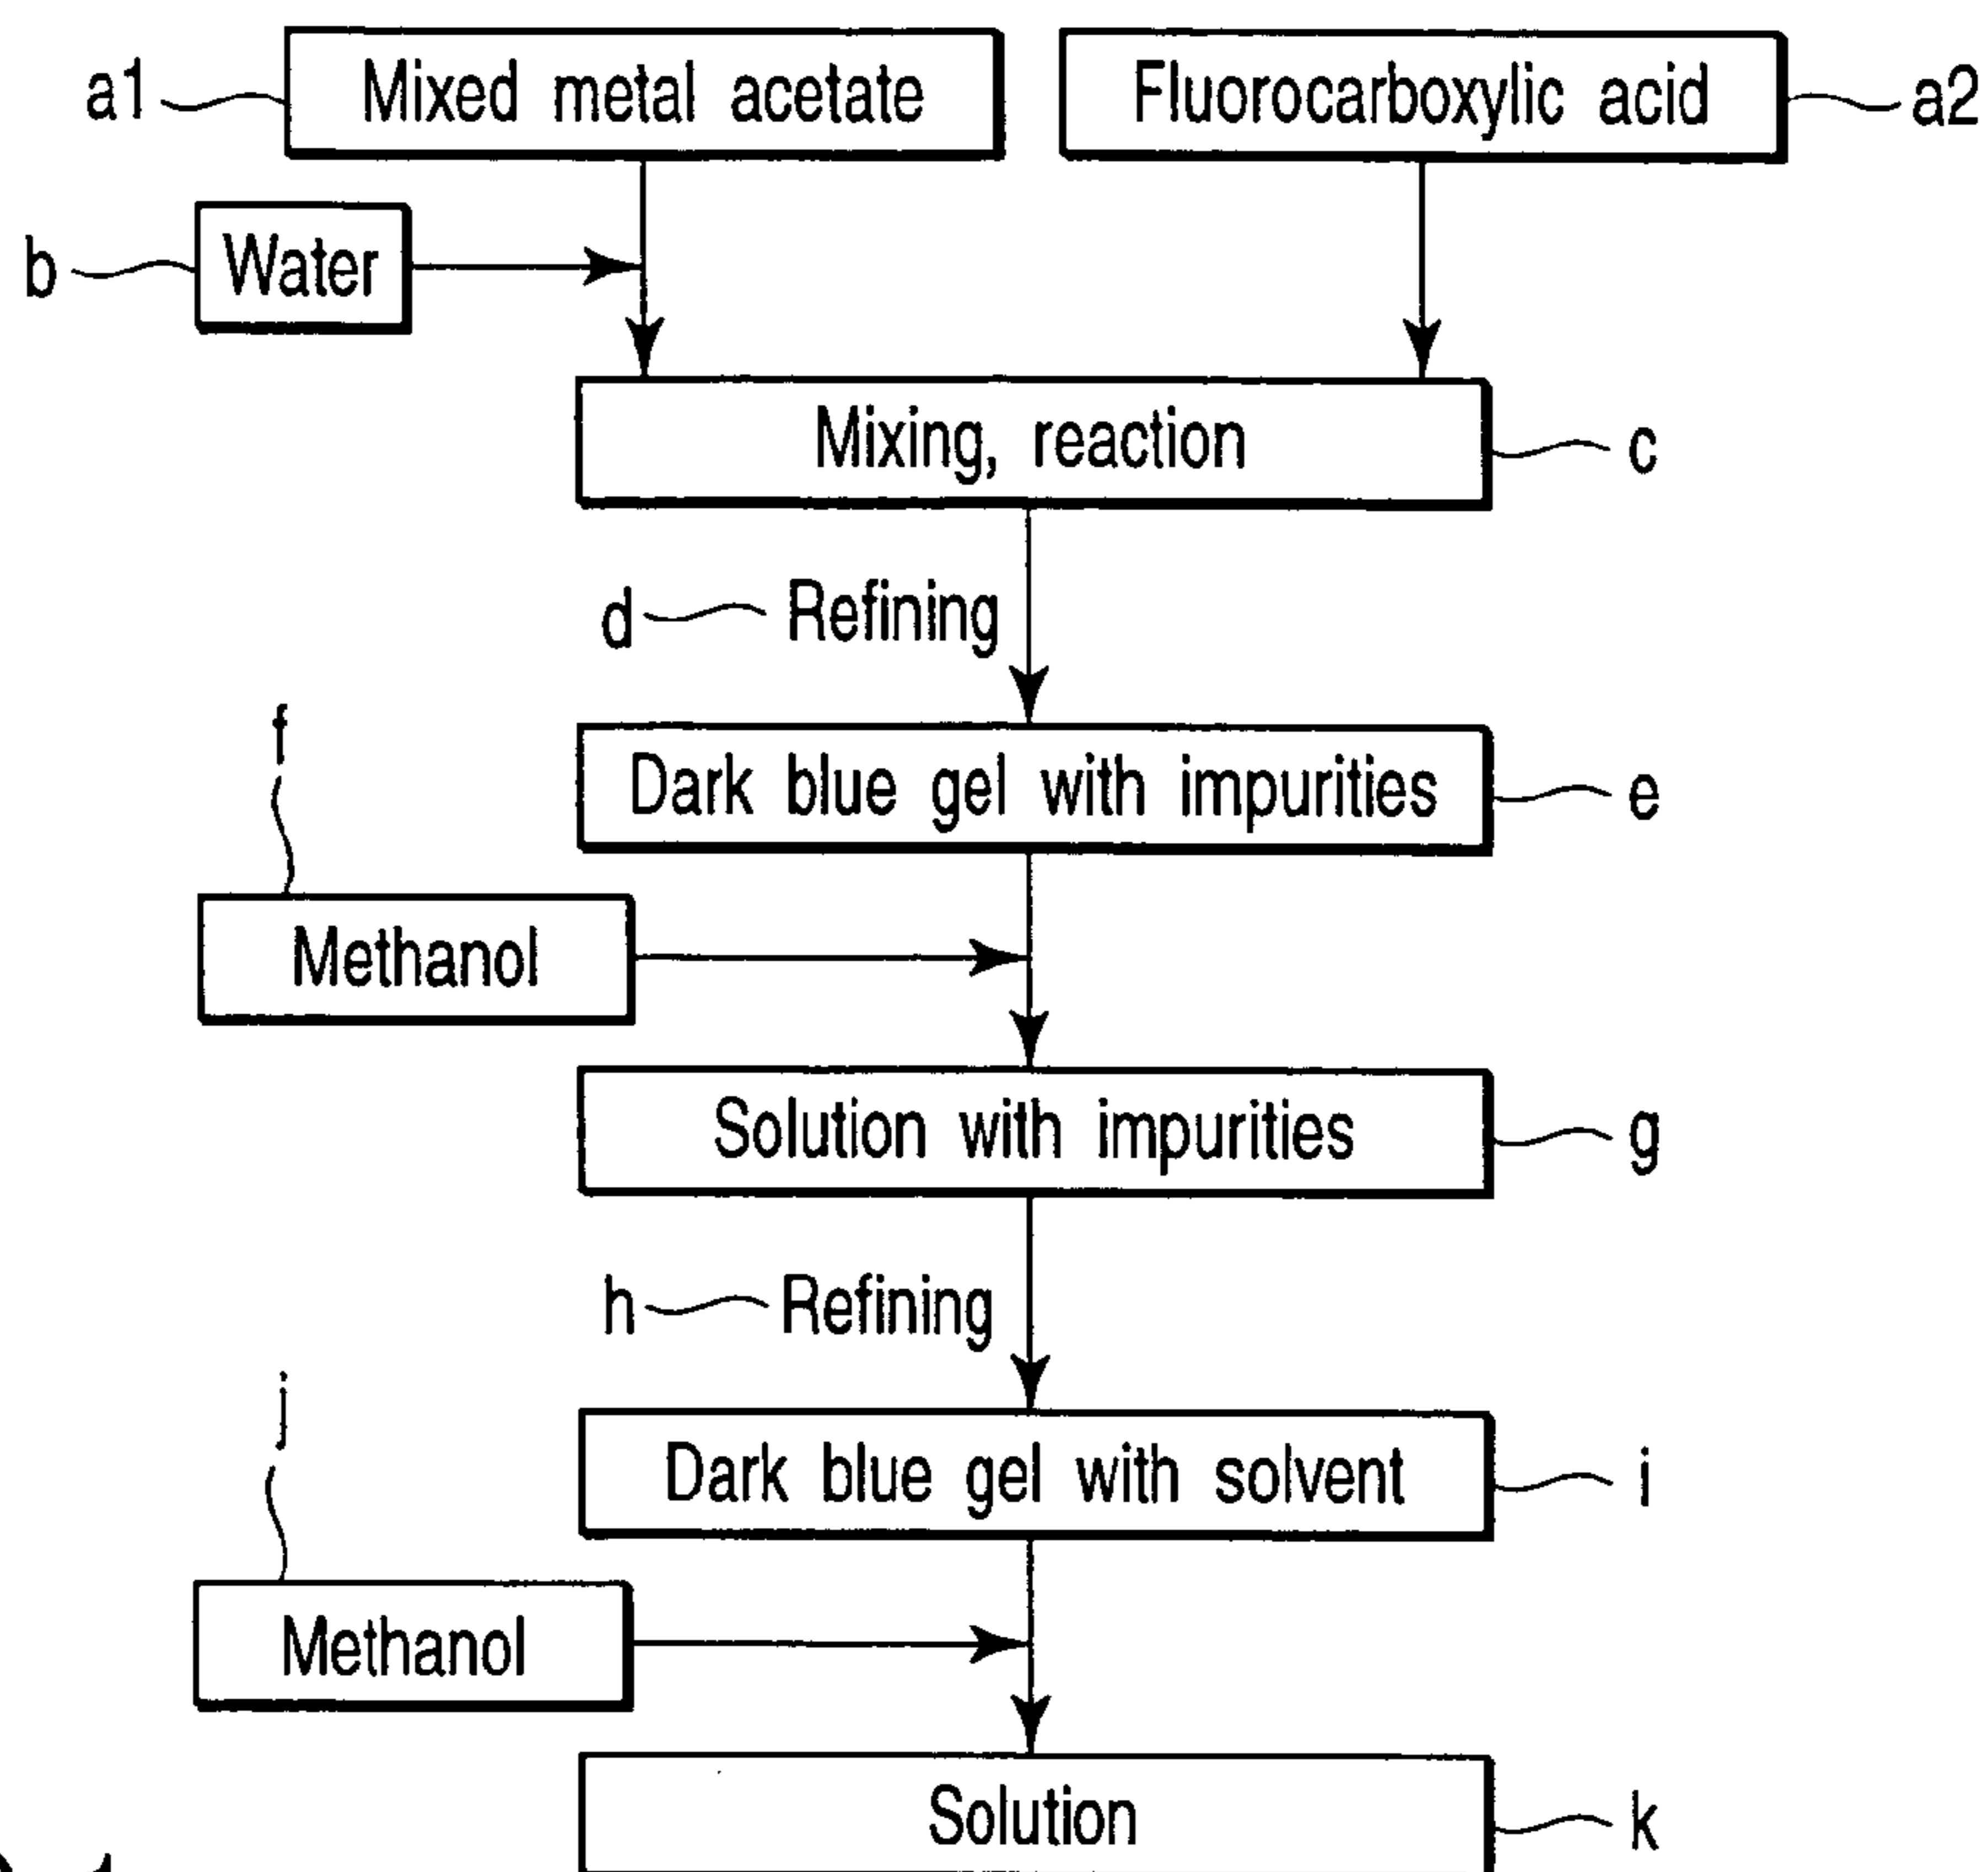 a1 Mixed metal acetate Fluorocarboxylic acid a2
b Water
Mixing, reaction c
d Refining
f
Dark blue gel with impurities e
Methanol
Solution with impurities g
h Refining
j
Dark blue gel with solvent i
Methanol
Solution k